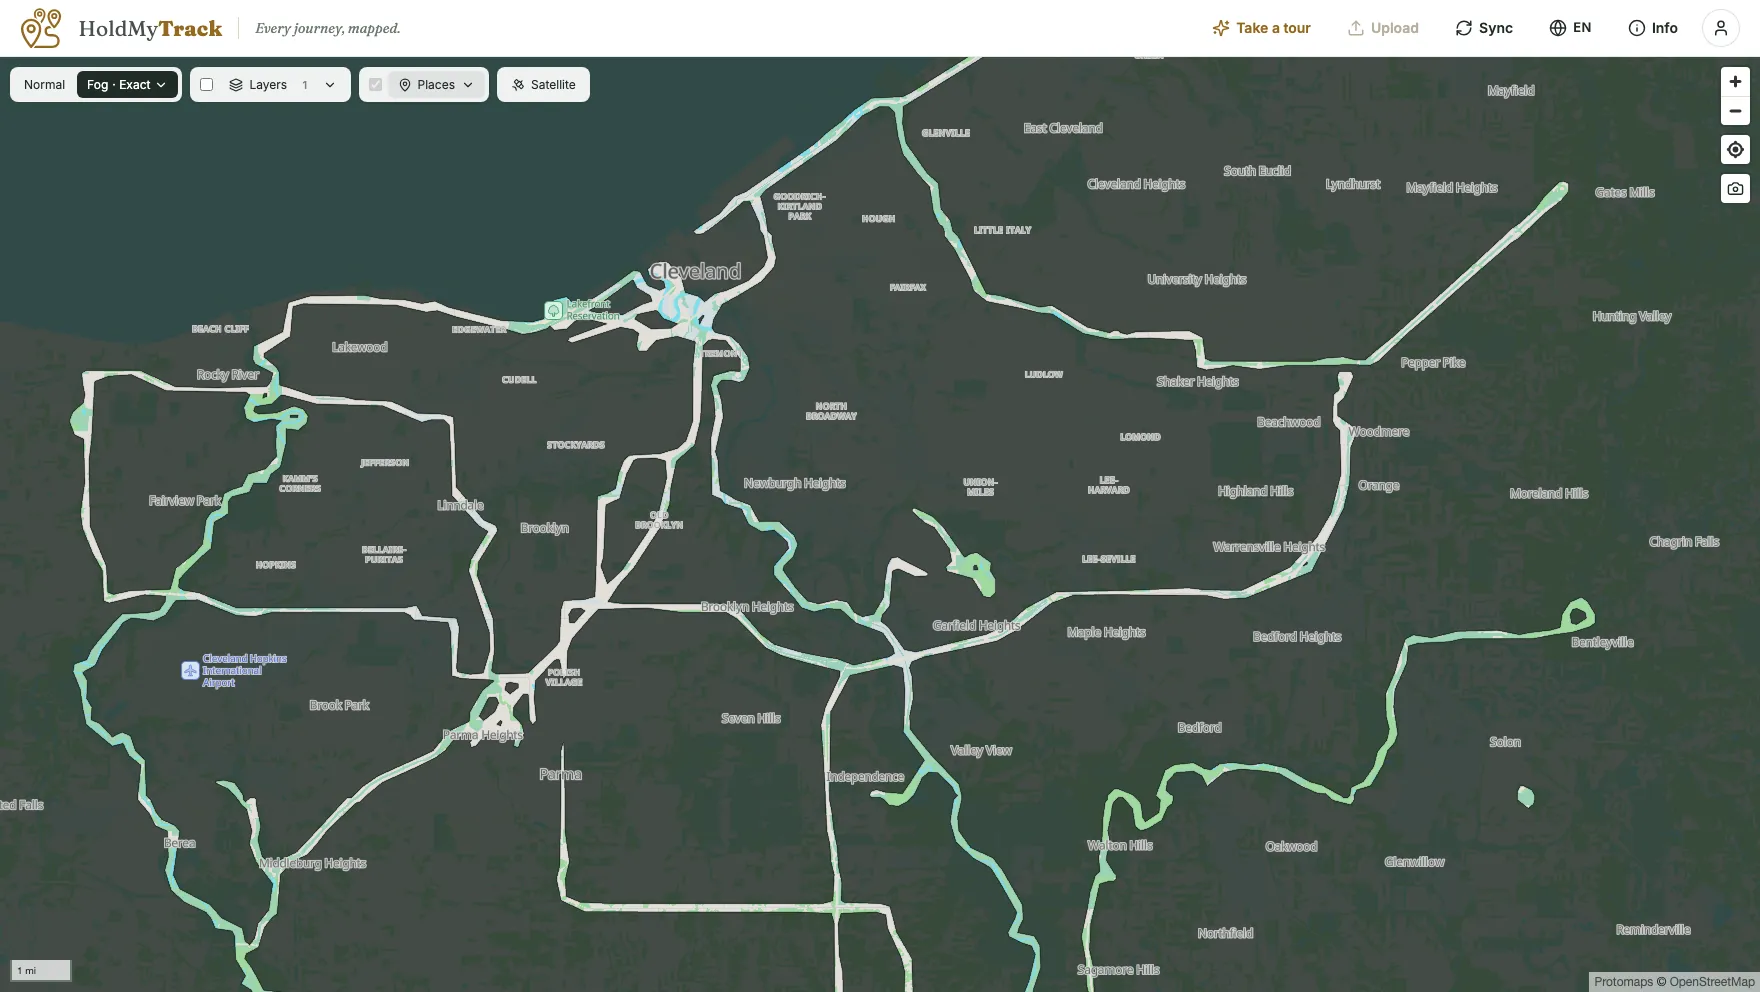 HoldMyTrack
Every journey, mapped.
Take a tour
Upload
Sync
EN
Info
Normal
Fog · Exact
Layers 1
Places
Satellite
Mayfield
GLENVILLE
East Cleveland
South Euclid
Cleveland Heights
Lyndhurst
Mayfield Heights
Gates Mills
GOODRICH-
KIRTLAND
PARK
HOUGH
LITTLE ITALY
Cleveland
University Heights
FAIRFAX
Lakefront
Reservation
Hunting Valley
BEACH CLIFF
EDGEWATER
Lakewood
TREMONT
Pepper Pike
Rocky River
CUDELL
LUDLOW
Shaker Heights
NORTH
BROADWAY
Beachwood
Woodmere
STOCKYARDS
LOMOND
JEFFERSON
KAMM'S
CORNERS
Newburgh Heights
UNION-
MILES
LEE-
HARVARD
Highland Hills
Orange
Moreland Hills
Fairview Park
Linndale
OLD
BROOKLYN
Brooklyn
Chagrin Falls
BELLAIRE-
PURITAS
HOPKINS
LEE-SEVILLE
Warrensville Heights
Brooklyn Heights
Garfield Heights
Maple Heights
Bedford Heights
Bentleyville
Cleveland Hopkins
International
Airport
POLISH
VILLAGE
Brook Park
Seven Hills
Parma Heights
Bedford
Solon
Valley View
Parma
Independence
ted Falls
Berea
Walton Hills
Oakwood
Middleburg Heights
Glenwillow
Northfield
Reminderville
Sagamore Hills
1 mi
Protomaps © OpenStreetMap